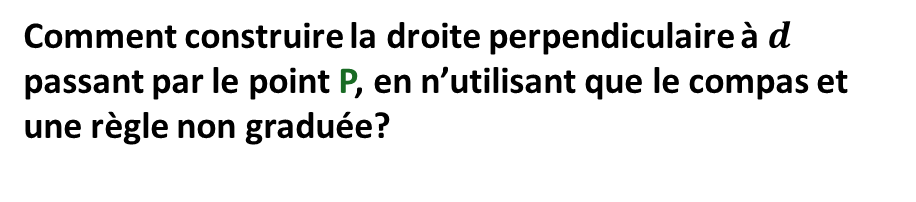 Comment construire la droite perpendiculaire à d
passant par le point P, en n’utilisant que le compas et
une règle non graduée?